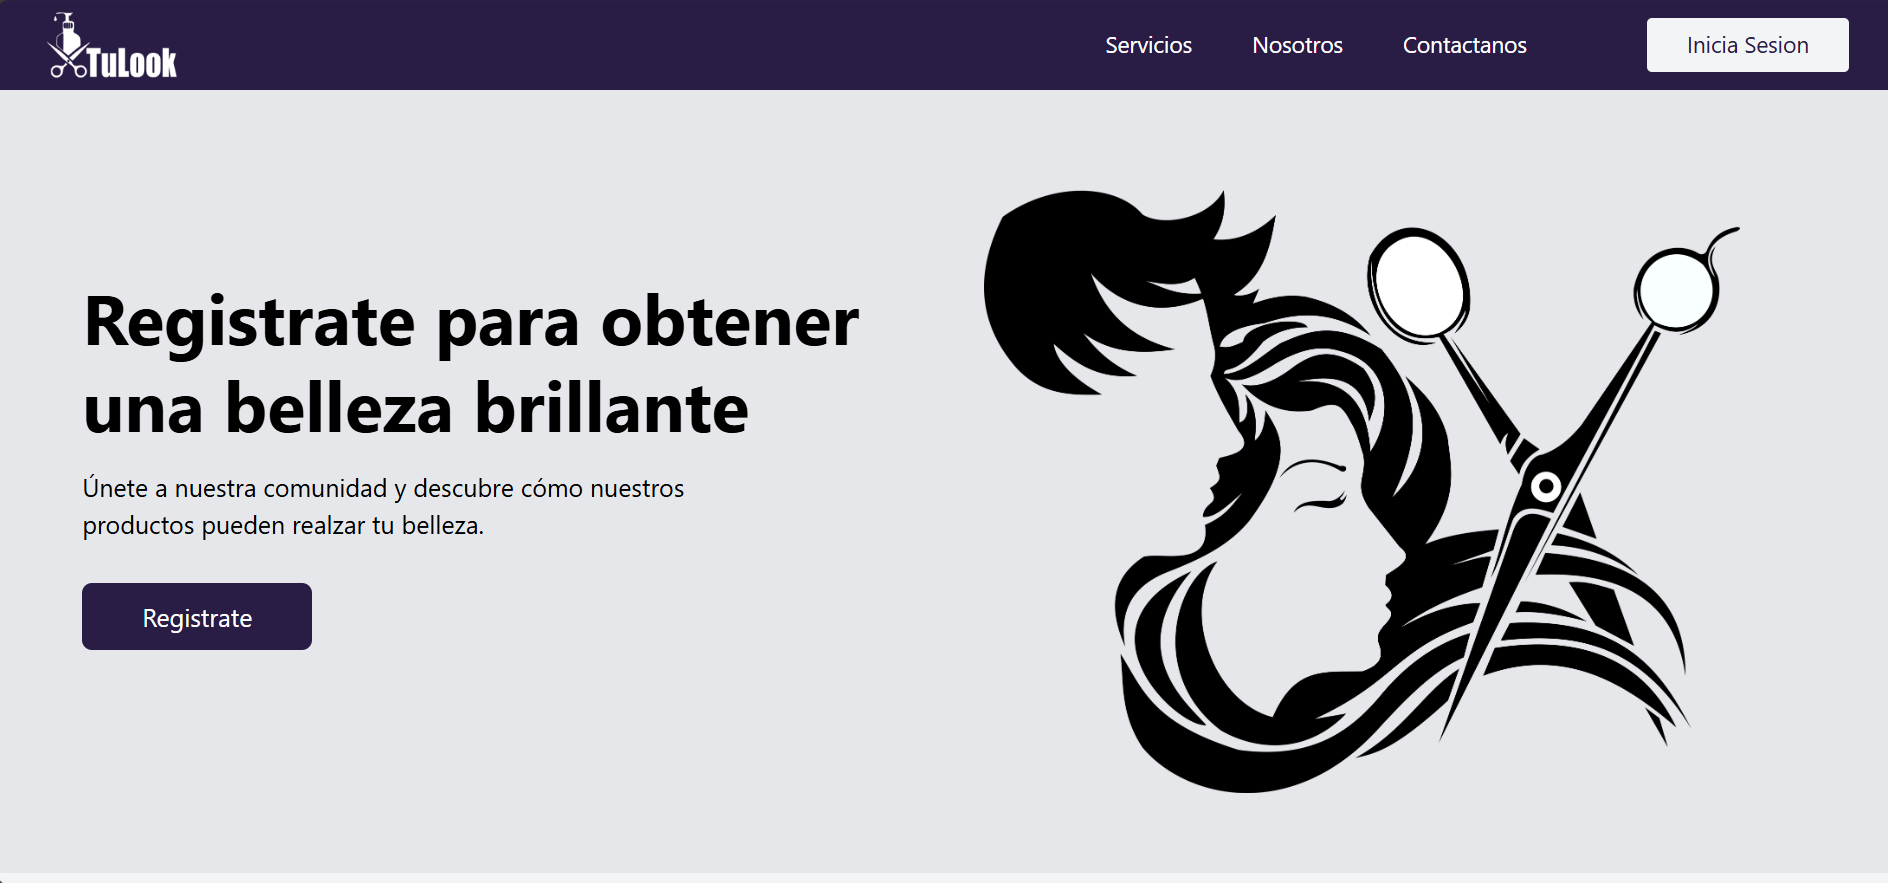 TuLook
Servicios
Nosotros
Contactanos
Inicia Sesion
Registrate para obtener
una belleza brillante
Únete a nuestra comunidad y descubre cómo nuestros
productos pueden realzar tu belleza.
Registrate